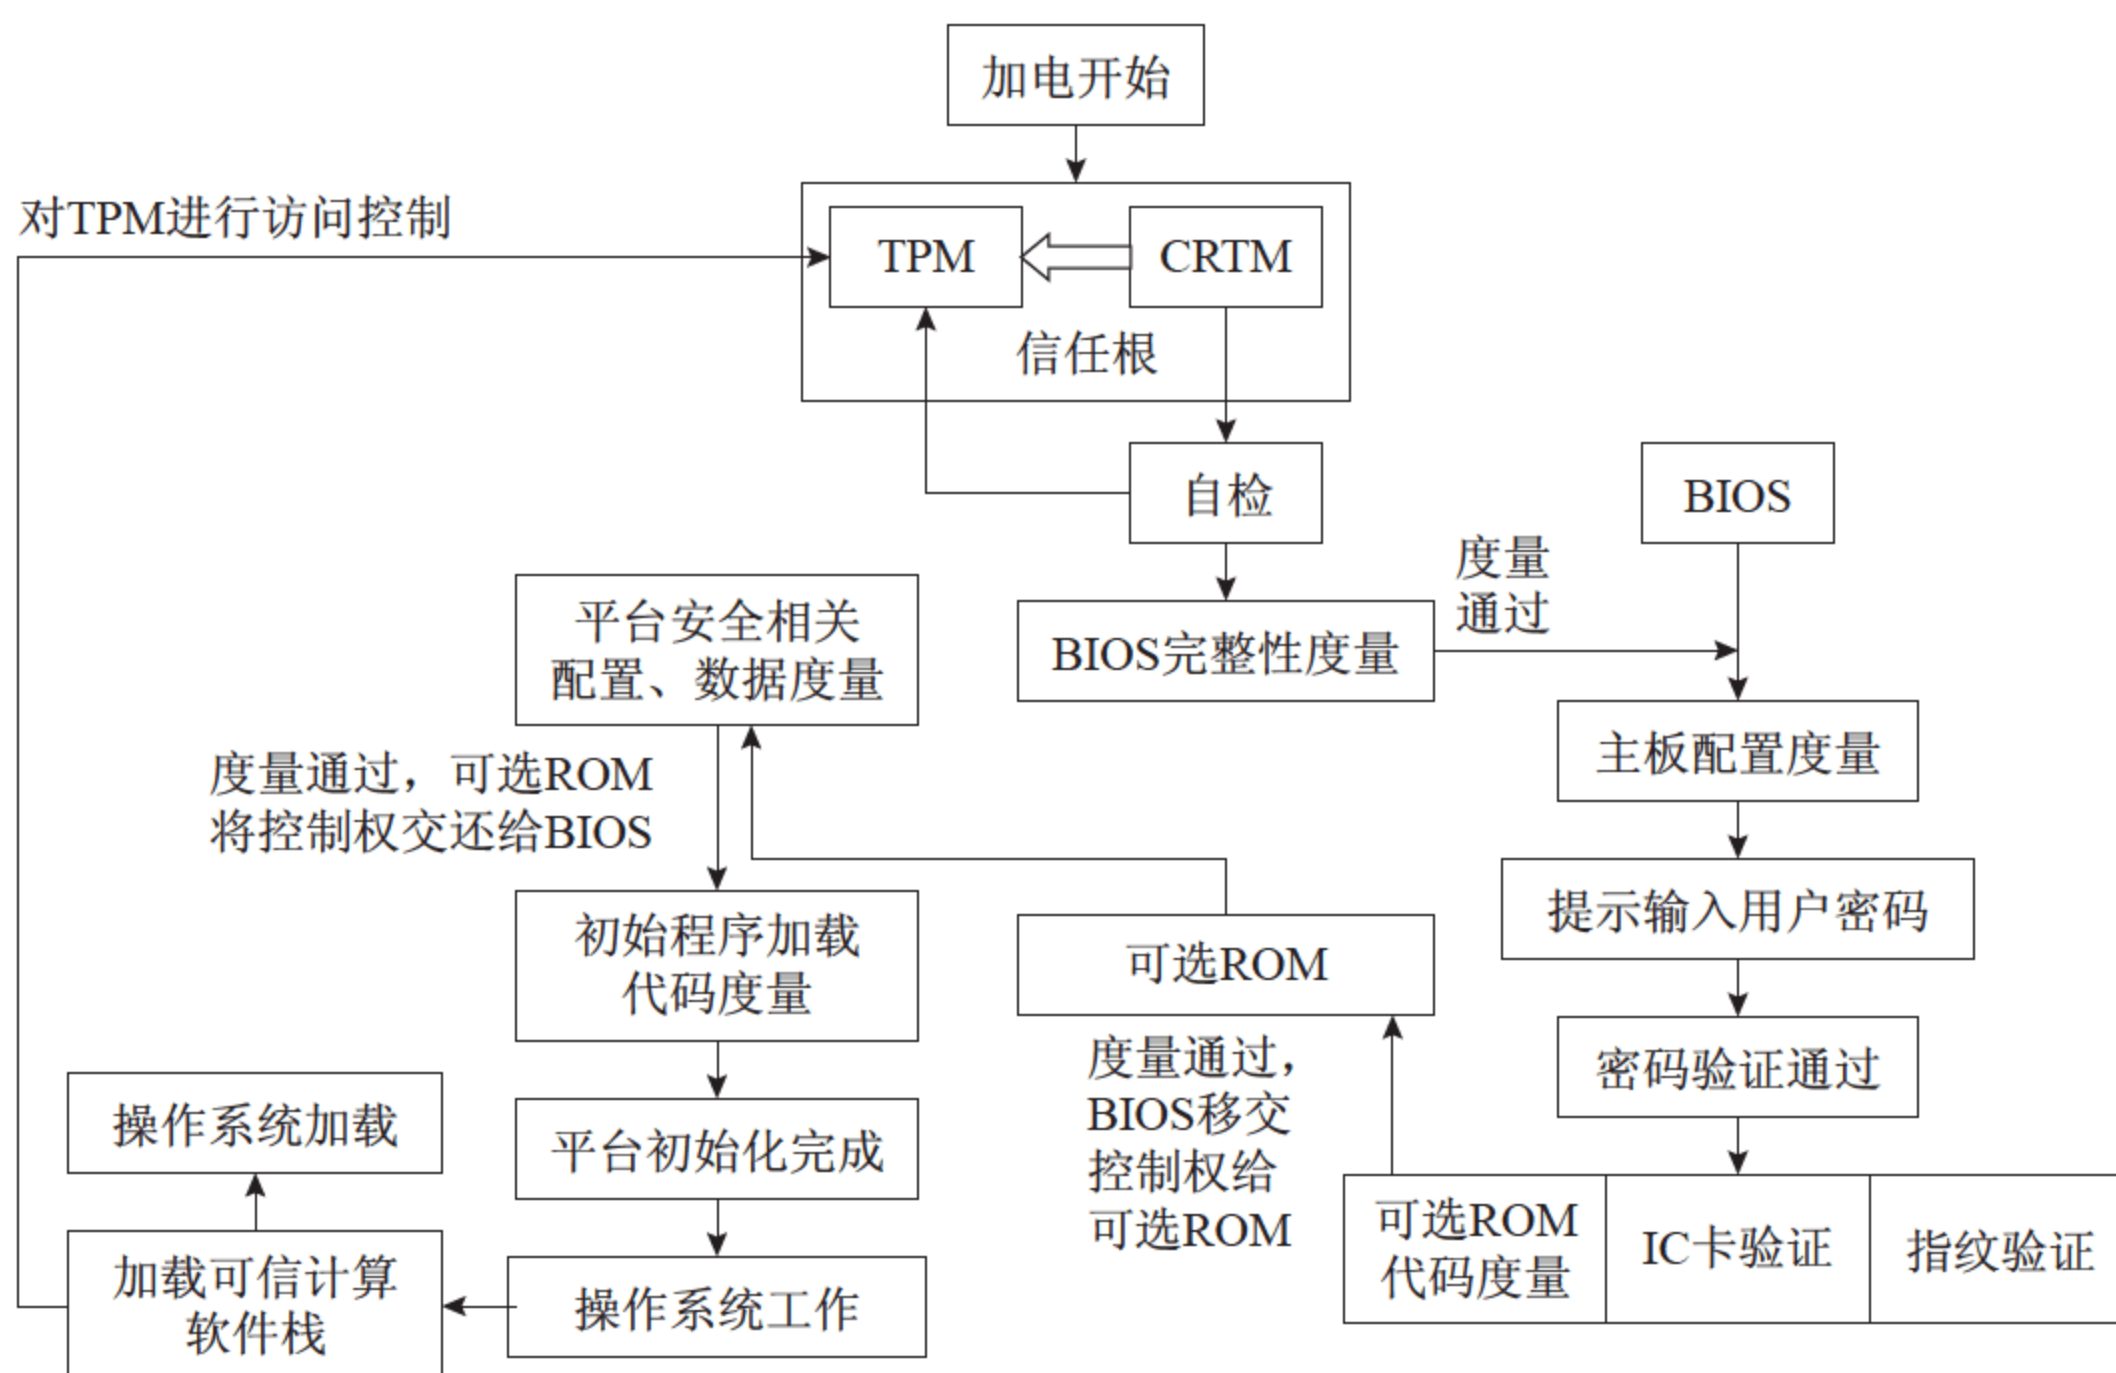 加电开始
对TPM进行访问控制
TPM
CRTM
信任根
自检
BIOS
度量
通过
平台安全相关
配置、数据度量
BIOS完整性度量
主板配置度量
度量通过，可选ROM
将控制权交还给BIOS
提示输入用户密码
初始程序加载
代码度量
可选ROM
度量通过，
BIOS移交
控制权给
可选ROM
密码验证通过
操作系统加载
平台初始化完成
可选ROM
代码度量
IC卡验证
指纹验证
加载可信计算
软件栈
操作系统工作